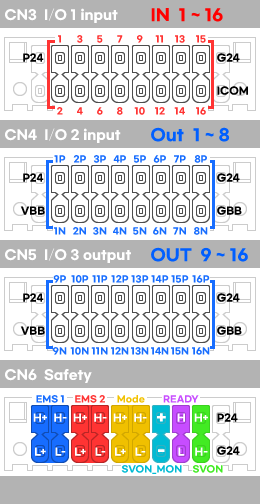 CN3 I/O 1 input IN 1 ~ 16
1 3 5 7 9 11 13 15
P24 G24
ICOM
2 4 6 8 10 12 14 16
CN4 I/O 2 input Out 1 ~ 8
1P 2P 3P 4P 5P 6P 7P 8P
P24 G24
VBB GBB
1N 2N 3N 4N 5N 6N 7N 8N
CN5 I/O 3 output OUT 9 ~ 16
9P 10P 11P 12P 13P 14P 15P 16P
P24 G24
VBB GBB
9N 10N 11N 12N 13N 14N 15N 16N
CN6 Safety
EMS 1 EMS 2 Mode READY
H+ H- H+ H- H+ H- + H H+ P24
L+ L- L+ L- L+ L- - L L+ G24
SVON_MON SVON